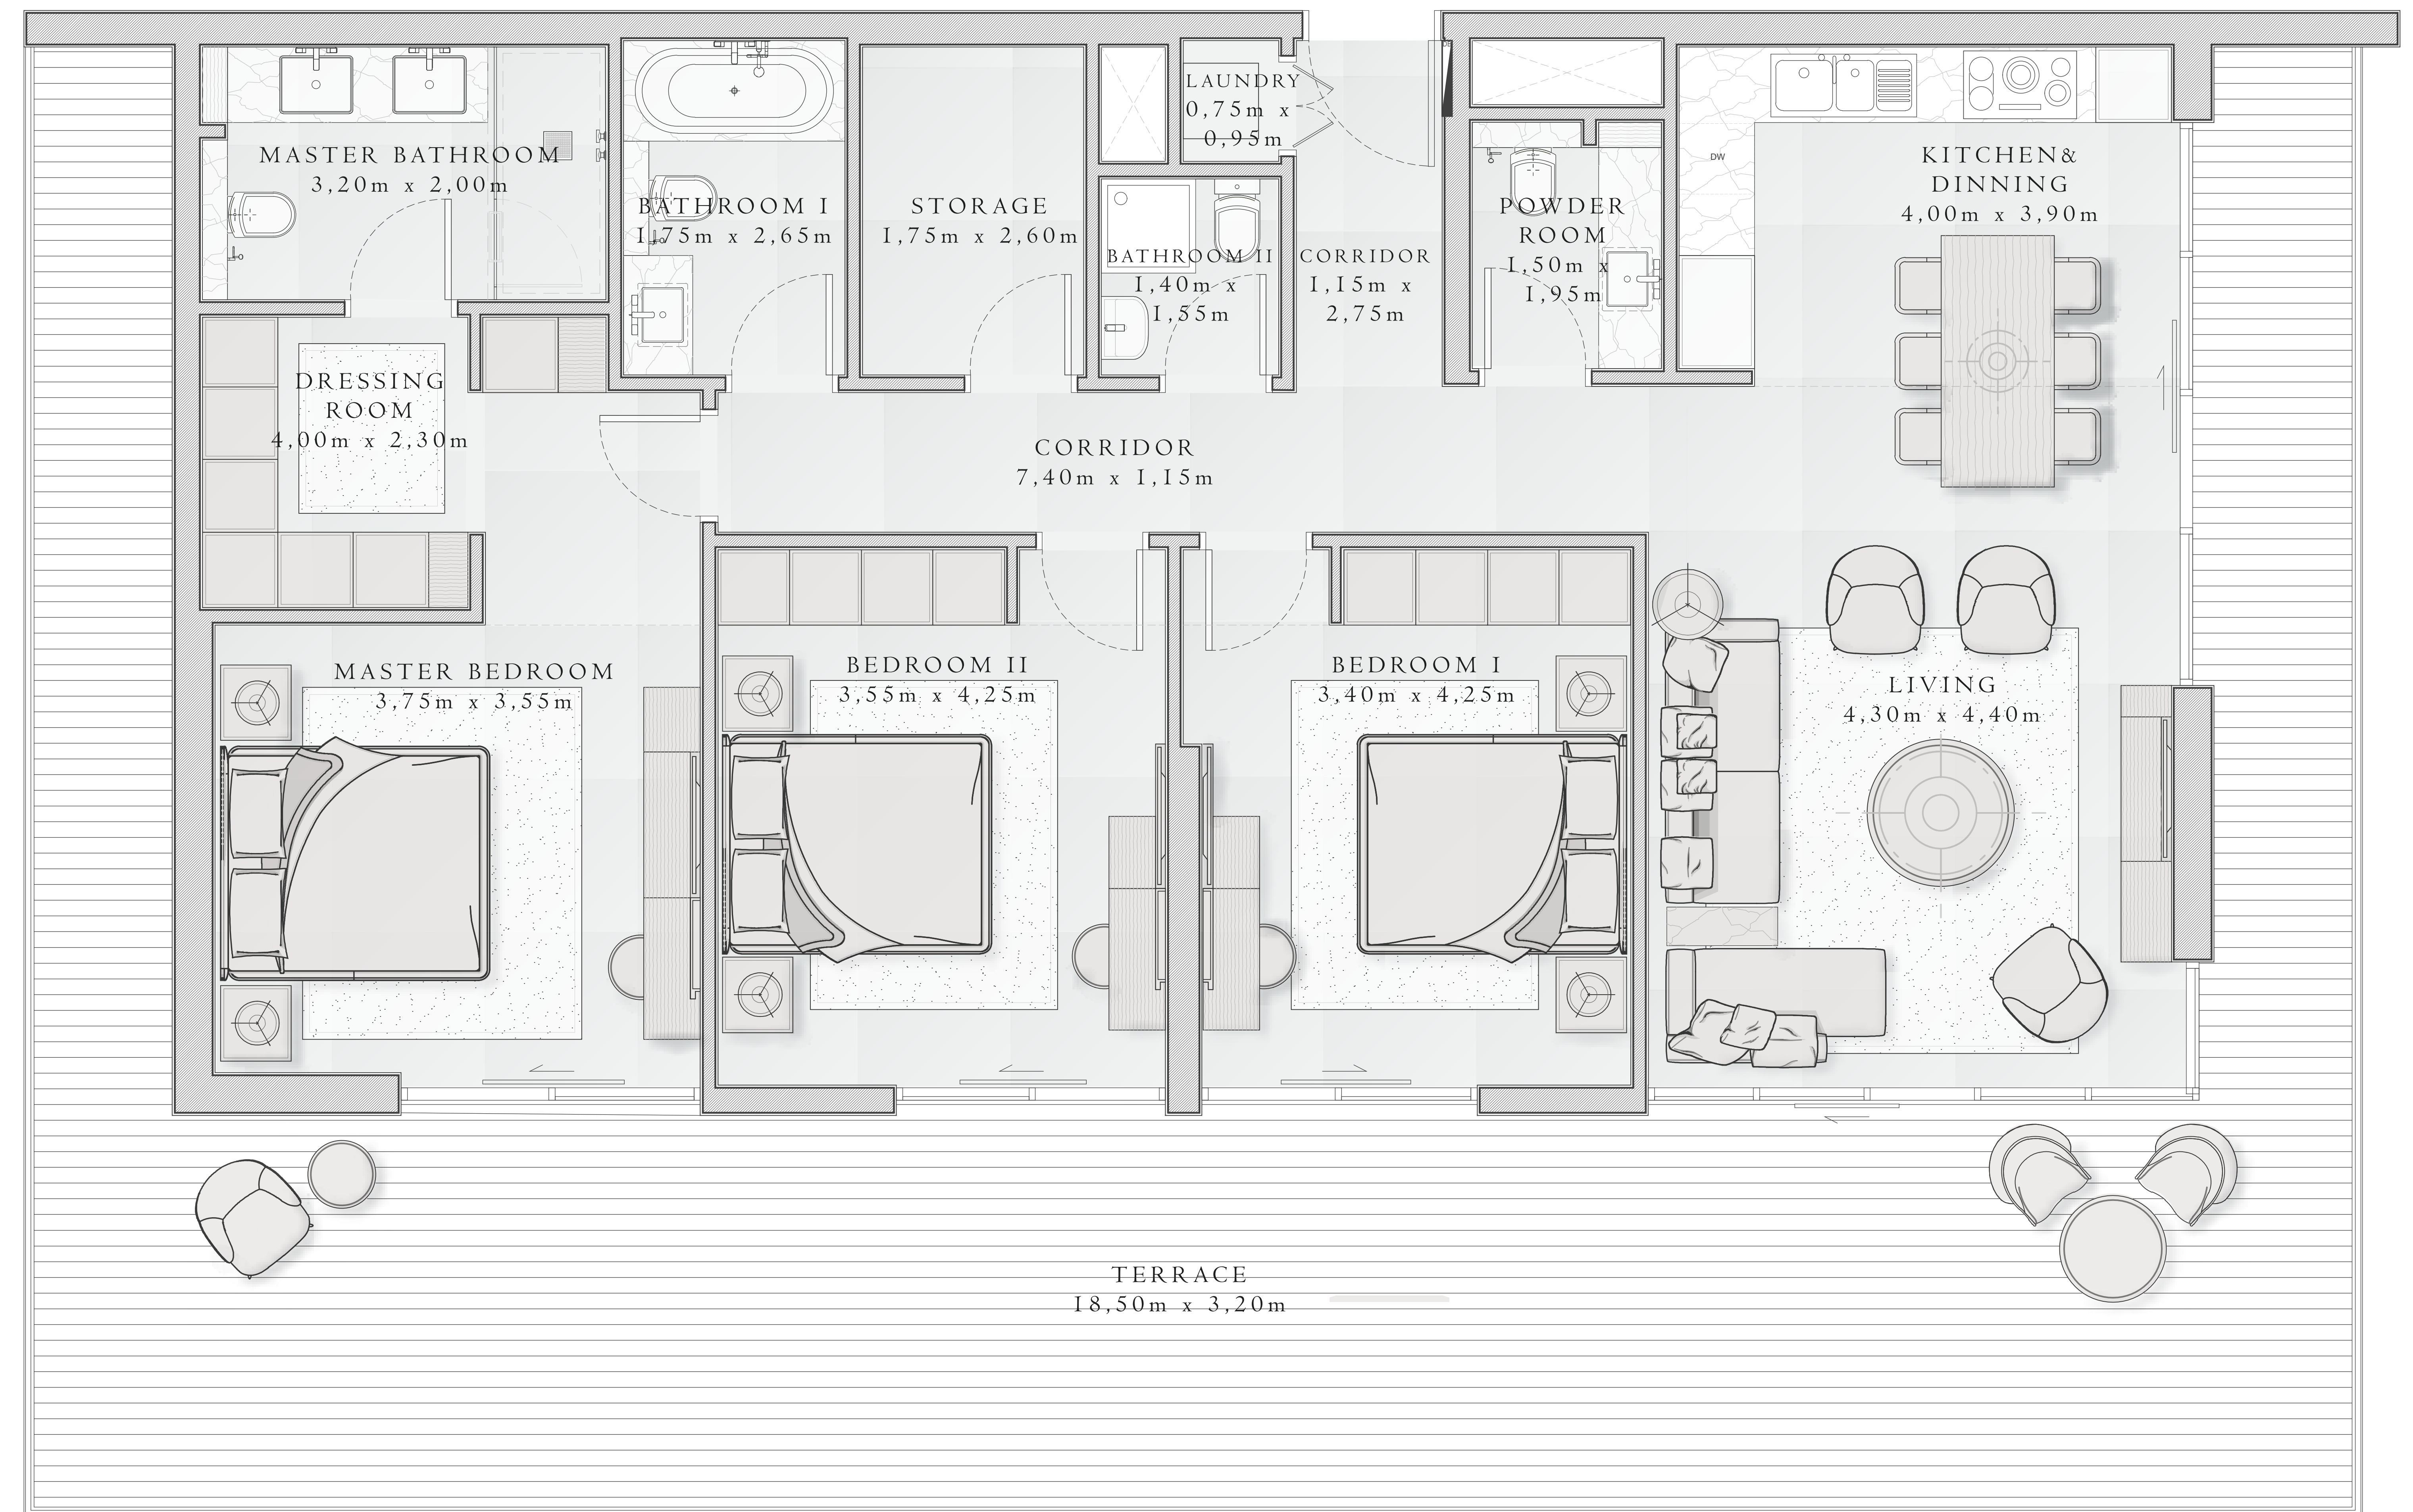 MASTER BATHROOM
3,20m x 2,00m
BATHROOM I
1,75m x 2,65m
STORAGE
1,75m x 2,60m
LAUNDRY
0,75m x
0,95m
BATHROOM II
1,40m x
1,55m
CORRIDOR
1,15m x
2,75m
POWDER
ROOM
1,50m x
1,95m
DW
KITCHEN&
DINNING
4,00m x 3,90m
DRESSING
ROOM
4,00m x 2,30m
CORRIDOR
7,40m x 1,15m
MASTER BEDROOM
3,75m x 3,55m
BEDROOM II
3,55m x 4,25m
BEDROOM I
3,40m x 4,25m
LIVING
4,30m x 4,40m
TERRACE
18,50m x 3,20m